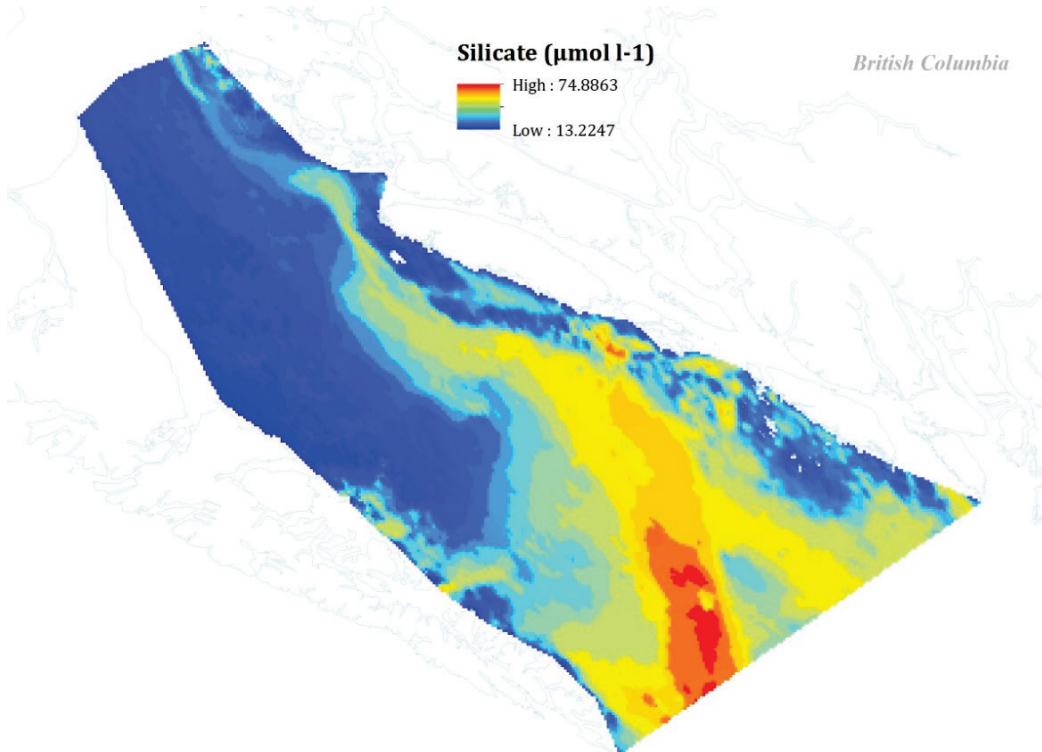 Silicate (µmol l-1)
British Columbia
High : 74.8863
Low : 13.2247